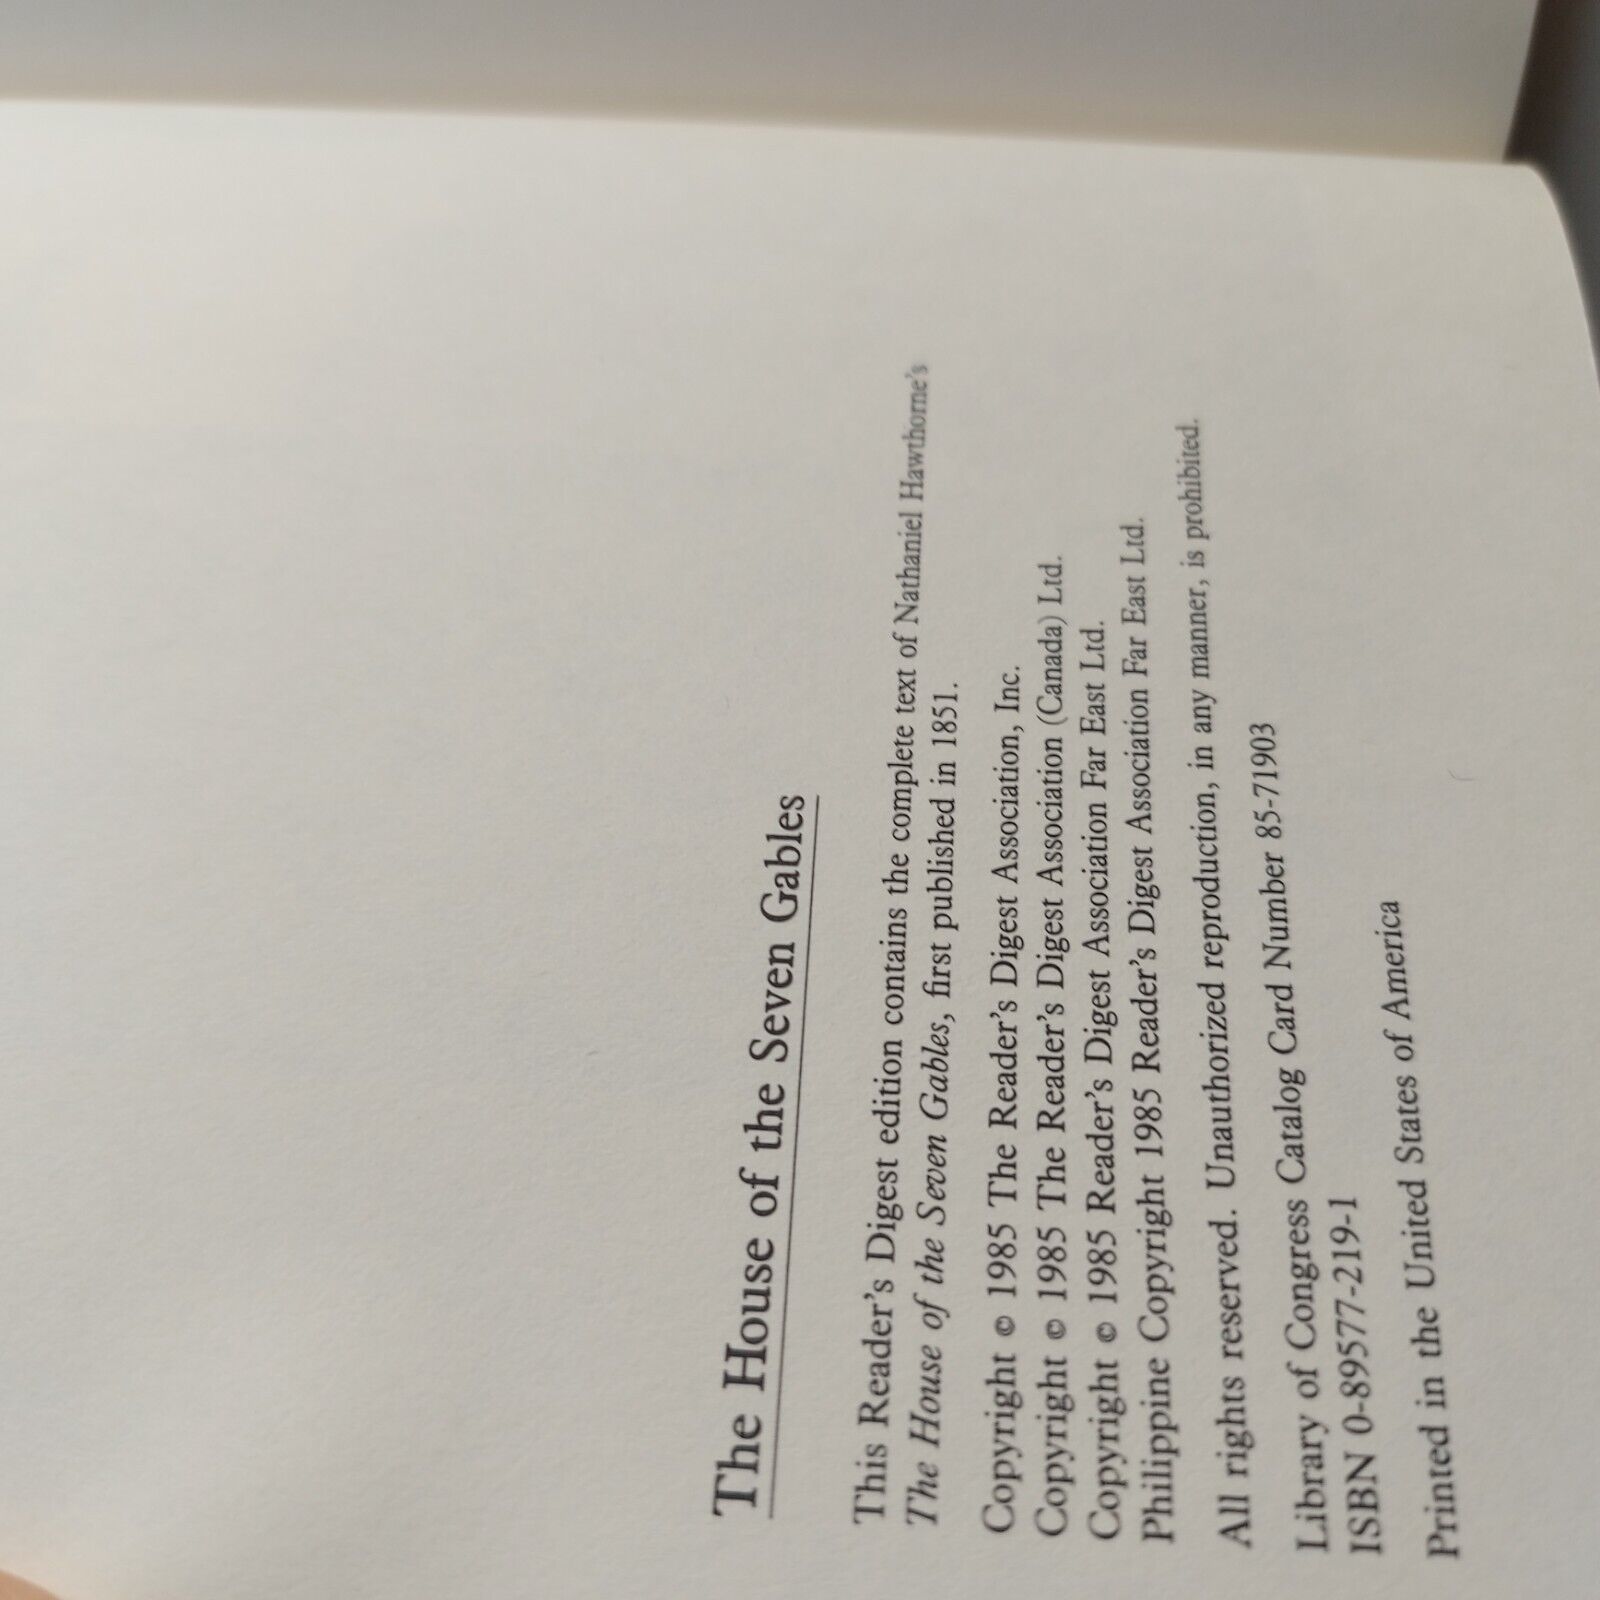 The House of the Seven Gables
This Reader's Digest edition contains the complete text of Nathaniel Hawthorne's
The House of the Seven Gables, first published in 1851.
Copyright © 1985 The Reader's Digest Association, Inc.
Copyright © 1985 The Reader's Digest Association (Canada) Ltd.
Copyright © 1985 Reader's Digest Association Far East Ltd.
Philippine Copyright 1985 Reader's Digest Association Far East Ltd.
All rights reserved. Unauthorized reproduction, in any manner, is prohibited.
Library of Congress Catalog Card Number 85-71903
ISBN 0-89577-219-1
Printed in the United States of America